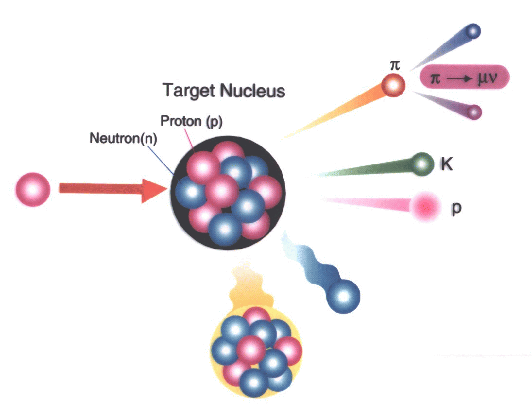 π
π → μν
Target Nucleus
Proton (p)
Neutron(n)
K
p